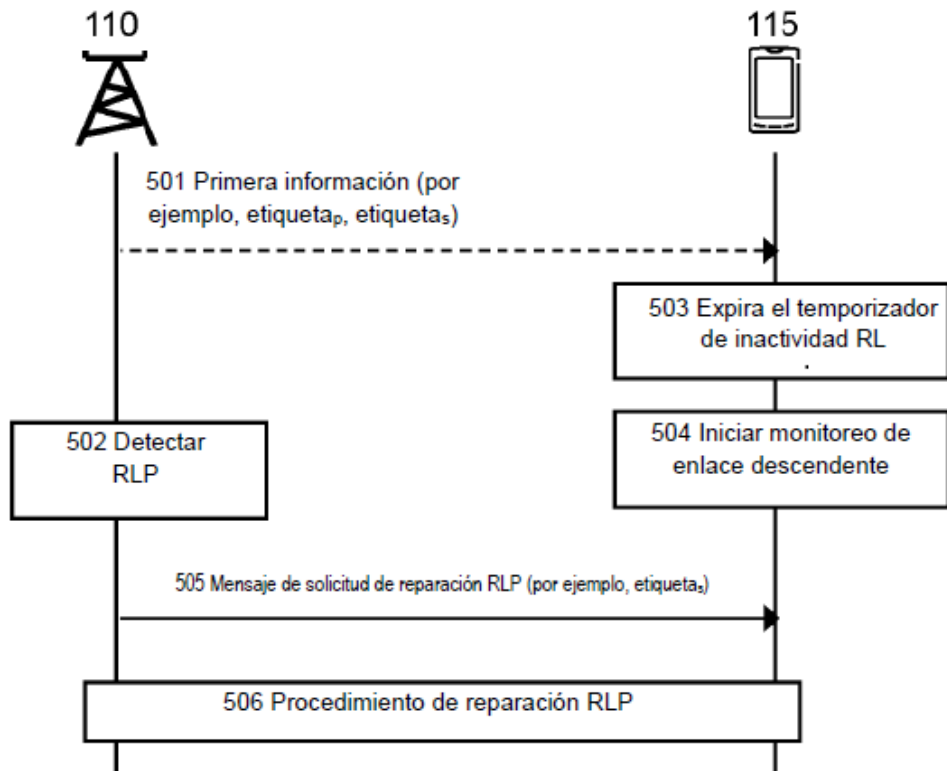 110
115
501 Primera información (por
ejemplo, etiquetaₚ, etiquetaₛ)
503 Expira el temporizador
de inactividad RL
.
502 Detectar
RLP
504 Iniciar monitoreo de
enlace descendente
505 Mensaje de solicitud de reparación RLP (por ejemplo, etiquetaₛ)
506 Procedimiento de reparación RLP